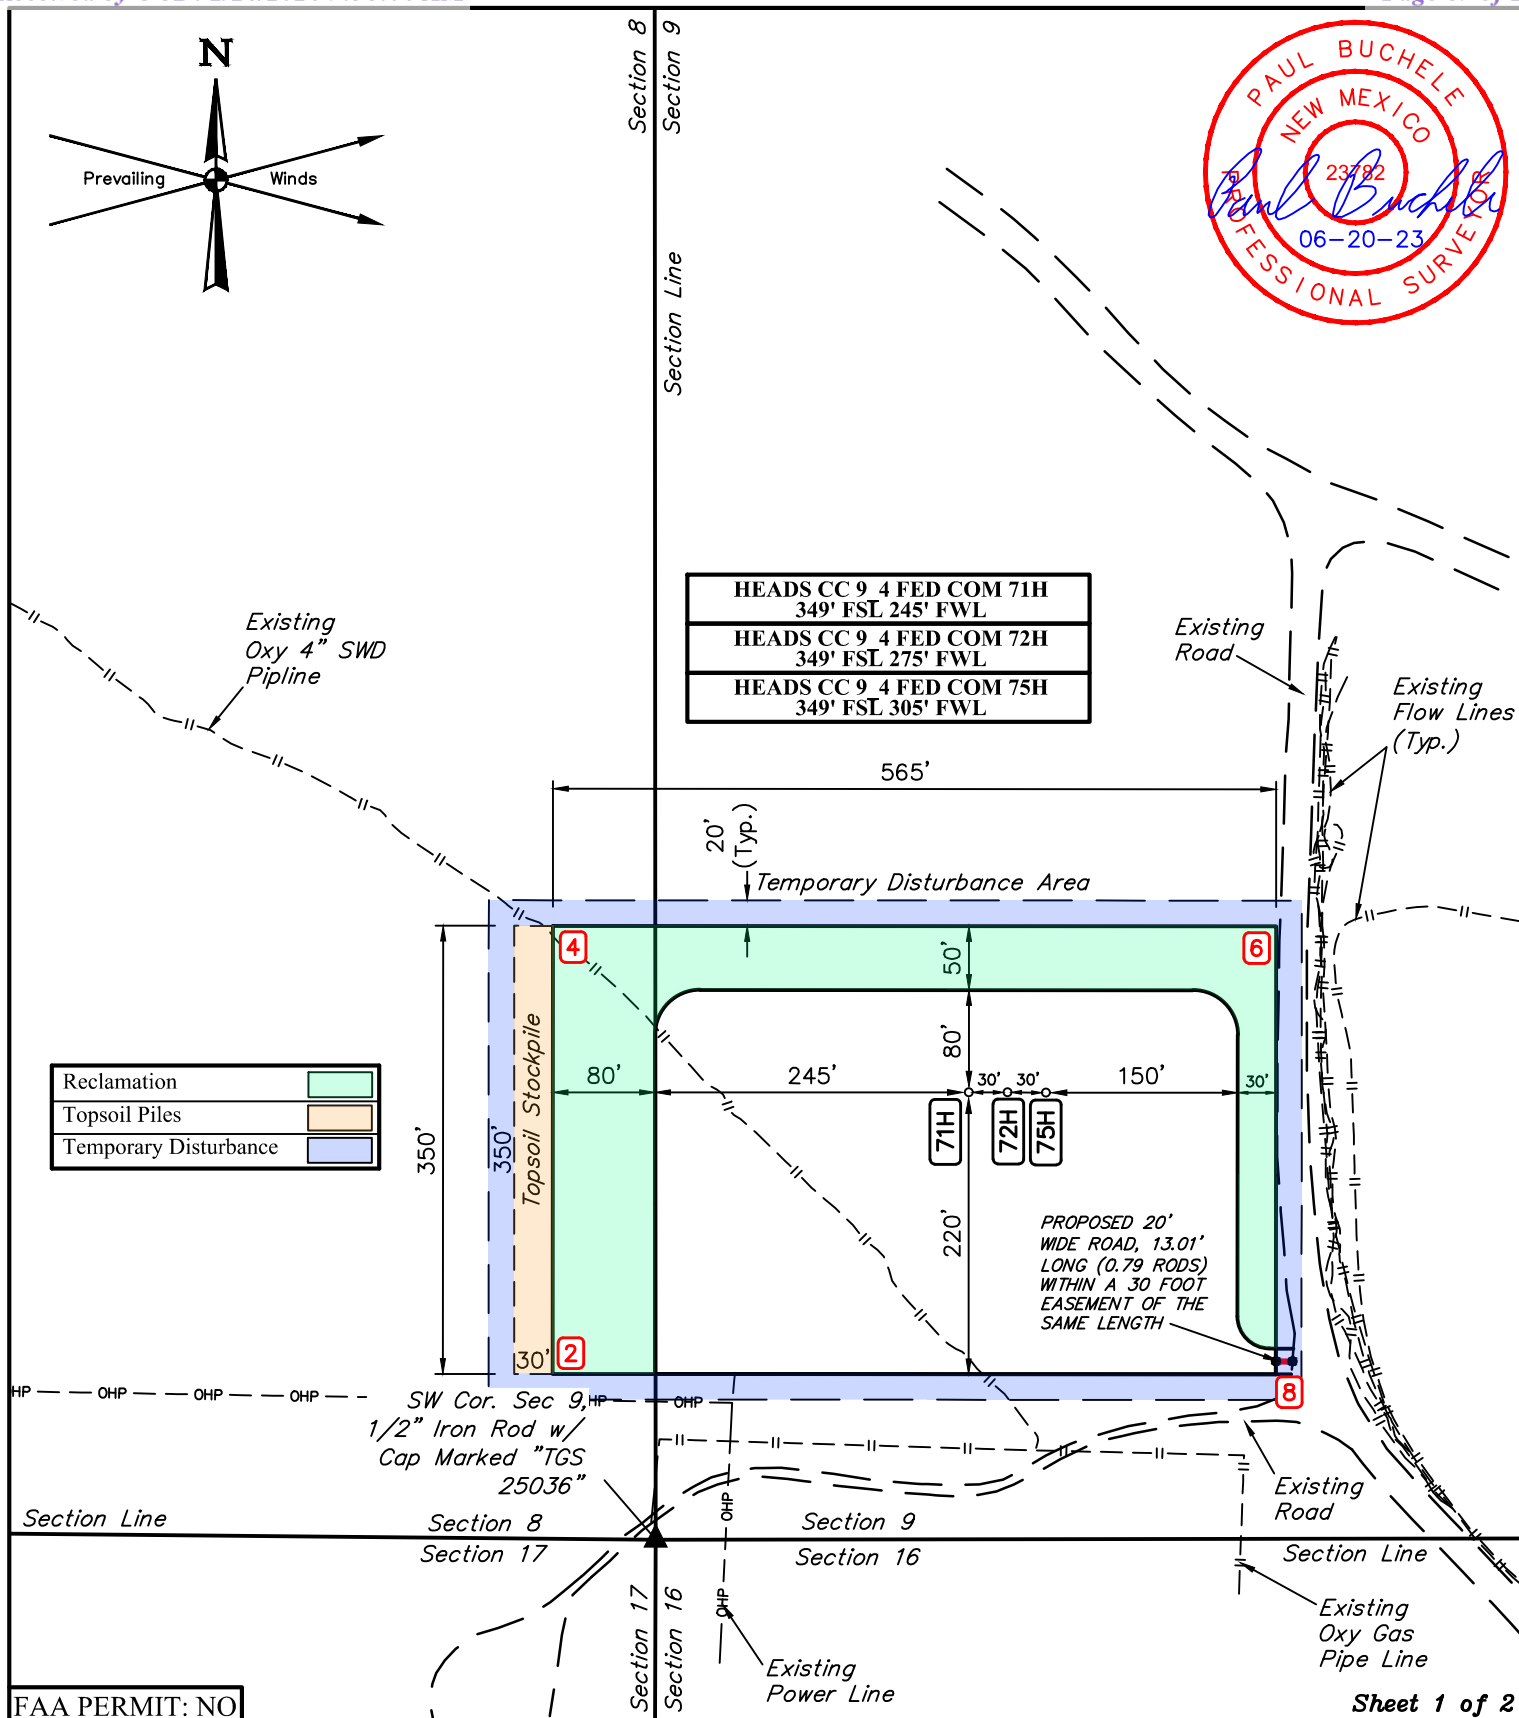 N
Prevailing
Winds
Section 8
Section 9
Section Line
PAUL BUCHELE
NEW MEXICO
23782
PROFESSIONAL SURVEYOR
Paul Buchele
06-20-23
HEADS CC 9_4 FED COM 71H
349' FSL 245' FWL
HEADS CC 9_4 FED COM 72H
349' FSL 275' FWL
HEADS CC 9_4 FED COM 75H
349' FSL 305' FWL
Existing
Oxy 4" SWD
Pipline
Existing
Road
Existing
Flow Lines
(Typ.)
565'
20'
(Typ.)
Temporary Disturbance Area
4
6
50'
80'
80'
245'
30'
30'
150'
30'
71H
72H
75H
Reclamation
Topsoil Piles
Temporary Disturbance
350'
350'
Topsoil Stockpile
220'
PROPOSED 20'
WIDE ROAD, 13.01'
LONG (0.79 RODS)
WITHIN A 30 FOOT
EASEMENT OF THE
SAME LENGTH
30'
2
8
HP
OHP
OHP
OHP
HP
OHP
SW Cor. Sec 9,
1/2" Iron Rod w/
Cap Marked "TGS
25036"
OHP
Existing
Road
Section Line
Section 8
Section 9
Section 17
Section 16
Section Line
OHP
Section 17
Section 16
Existing
Power Line
Existing
Oxy Gas
Pipe Line
FAA PERMIT: NO
Sheet 1 of 2